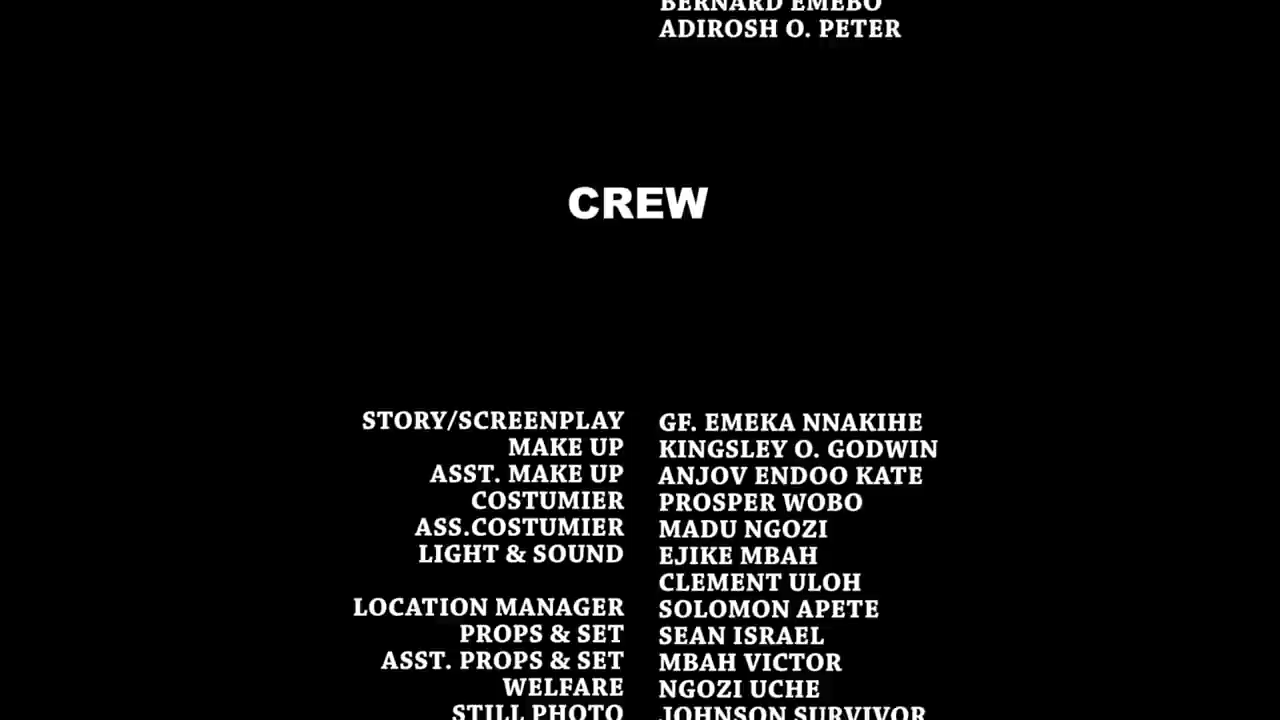 BERNARD EMEBO
ADIROSH O. PETER
CREW
STORY/SCREENPLAY GF. EMEKA NNAKIHE
MAKE UP KINGSLEY O. GODWIN
ASST. MAKE UP ANJOV ENDOO KATE
COSTUMIER PROSPER WOBO
ASS.COSTUMIER MADU NGOZI
LIGHT & SOUND EJIKE MBAH
CLEMENT ULOH
LOCATION MANAGER SOLOMON APETE
PROPS & SET SEAN ISRAEL
ASST. PROPS & SET MBAH VICTOR
WELFARE NGOZI UCHE
STILL PHOTO JOHNSON SURVIVOR